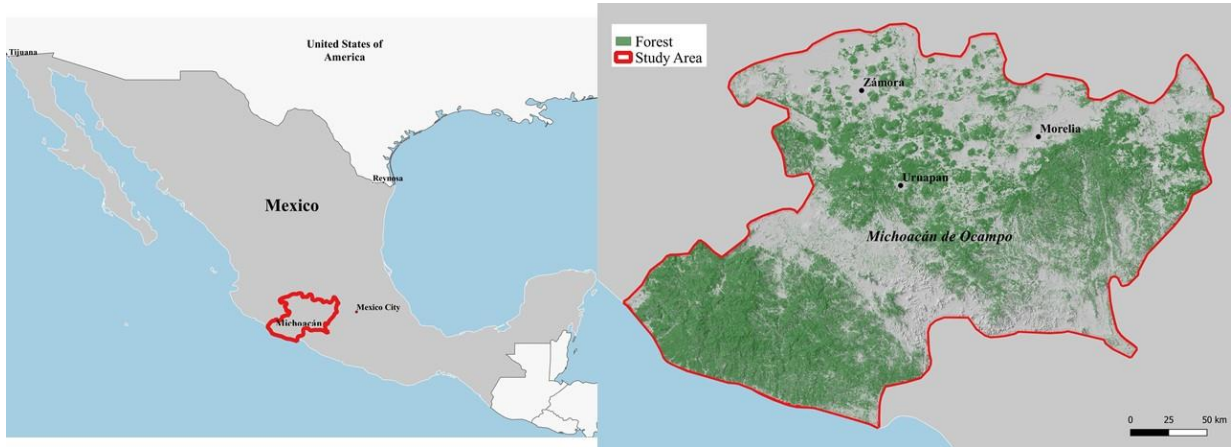 Tijuana
United States of
America
Reynosa
Mexico
Mexico City
Michoacán
Forest
Study Area
Zámora
Morelia
Uruapan
Michoacán de Ocampo
0 25 50 km